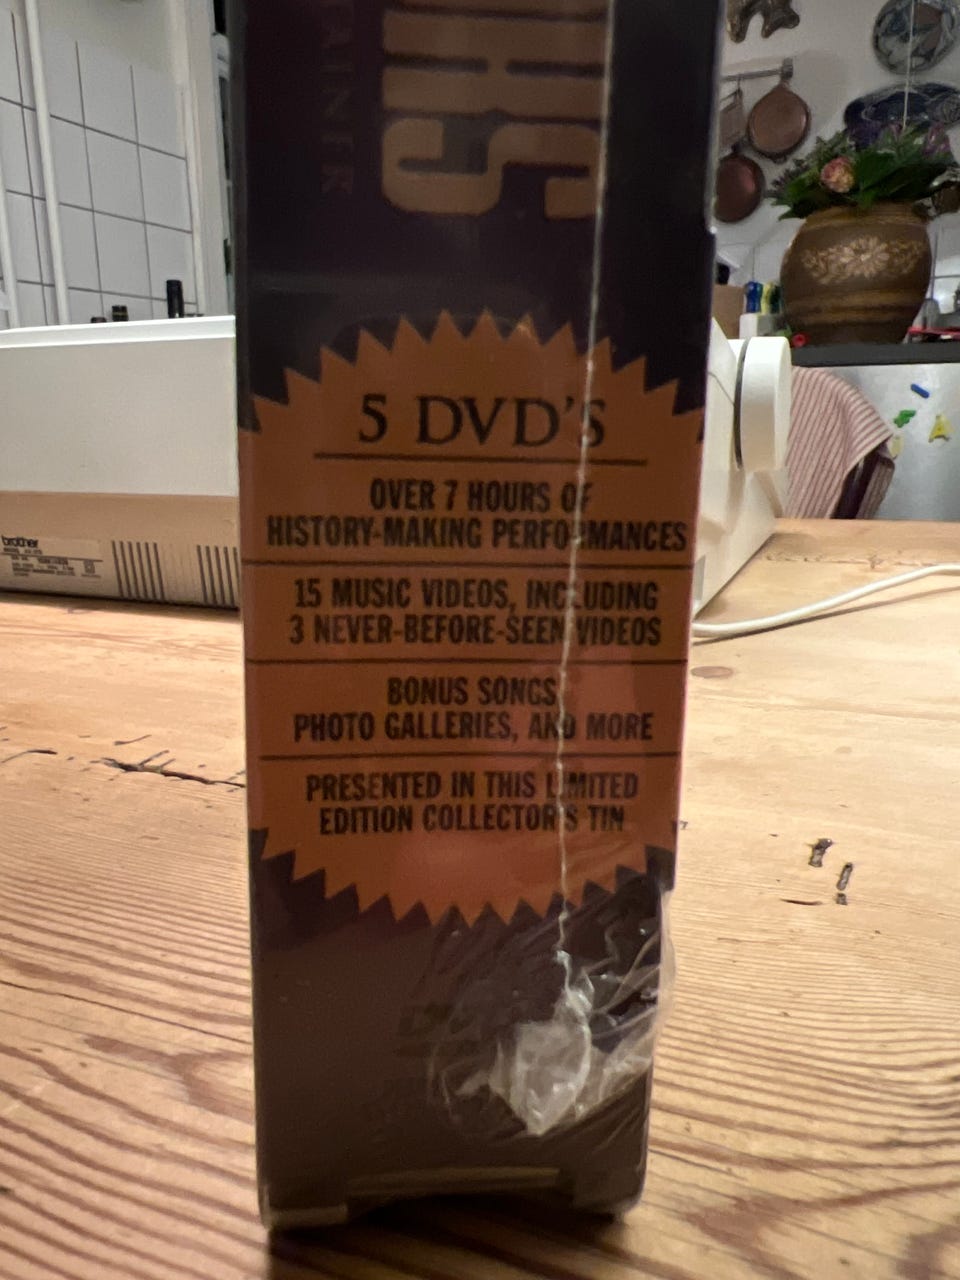 5 DVD'S
OVER 7 HOURS OF
HISTORY-MAKING PERFORMANCES
15 MUSIC VIDEOS, INCLUDING
3 NEVER-BEFORE-SEEN VIDEOS
BONUS SONGS,
PHOTO GALLERIES, AND MORE
PRESENTED IN THIS LIMITED
EDITION COLLECTOR'S TIN
brother